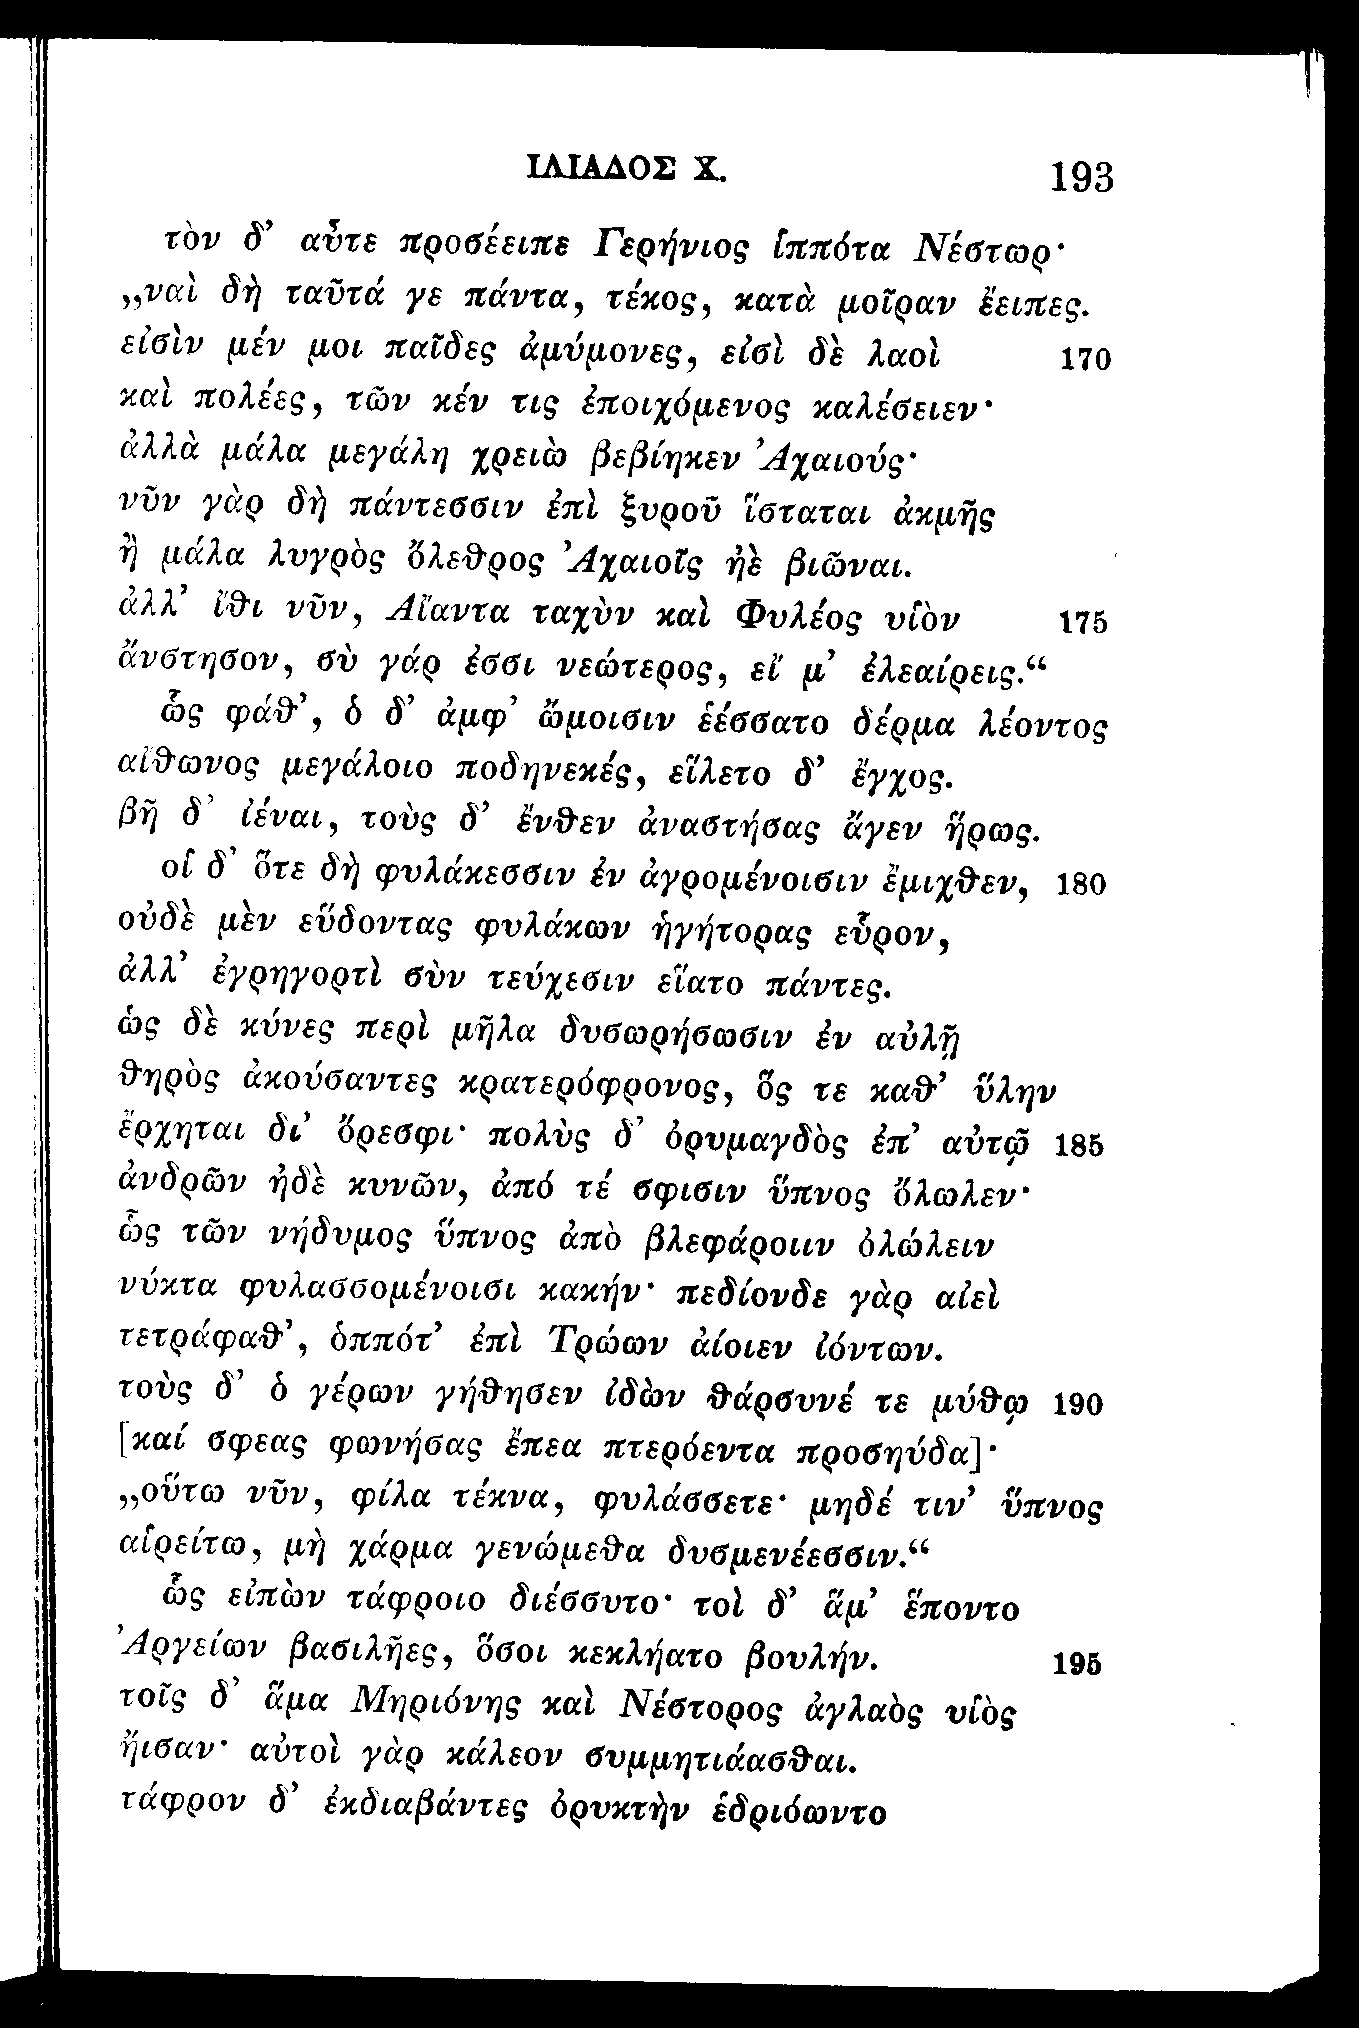 ΙΛΙΑΔΟΣ Χ. 193
τὸν δ’ αὖτε προσέειπε Γερήνιος ἱππότα Νέστωρ·
„ναὶ δὴ ταῦτά γε πάντα, τέκος, κατὰ μοῖραν ἔειπες.
εἰσὶν μέν μοι παῖδες ἀμύμονες, εἰσὶ δὲ λαοὶ 170
καὶ πολέες, τῶν κέν τις ἐποιχόμενος καλέσειεν·
ἀλλὰ μάλα μεγάλη χρειὼ βεβίηκεν Ἀχαιούς·
νῦν γὰρ δὴ πάντεσσιν ἐπὶ ξυροῦ ἵσταται ἀκμῆς
ἢ μάλα λυγρὸς ὄλεθρος Ἀχαιοῖς ἠὲ βιῶναι.
ἀλλ’ ἴθι νῦν, Αἴαντα ταχὺν καὶ Φυλέος υἱὸν 175
ἄνστησον, σὺ γάρ ἐσσι νεώτερος, εἴ μ’ ἐλεαίρεις.“
ὣς φάθ’, ὁ δ’ ἀμφ’ ὤμοισιν ἑέσσατο δέρμα λέοντος
αἴθωνος μεγάλοιο ποδηνεκές, εἵλετο δ’ ἔγχος.
βῆ δ’ ἰέναι, τοὺς δ’ ἔνθεν ἀναστήσας ἄγεν ἥρως.
οἱ δ’ ὅτε δὴ φυλάκεσσιν ἐν ἀγρομένοισιν ἔμιχθεν, 180
οὐδὲ μὲν εὕδοντας φυλάκων ἡγήτορας εὗρον,
ἀλλ’ ἐγρηγορτὶ σὺν τεύχεσιν εἵατο πάντες.
ὡς δὲ κύνες περὶ μῆλα δυσωρήσωσιν ἐν αὐλῇ
θηρὸς ἀκούσαντες κρατερόφρονος, ὅς τε καθ’ ὕλην
ἔρχηται δι’ ὄρεσφι· πολὺς δ’ ὀρυμαγδὸς ἐπ’ αὐτῷ 185
ἀνδρῶν ἠδὲ κυνῶν, ἀπό τέ σφισιν ὕπνος ὄλωλεν·
ὣς τῶν νήδυμος ὕπνος ἀπὸ βλεφάροιιν ὀλώλειν
νύκτα φυλασσομένοισι κακήν· πεδίονδε γὰρ αἰεὶ
τετράφαθ’, ὁππότ’ ἐπὶ Τρώων ἀίοιεν ἰόντων.
τοὺς δ’ ὁ γέρων γήθησεν ἰδὼν θάρσυνέ τε μύθῳ 190
[καί σφεας φωνήσας ἔπεα πτερόεντα προσηύδα]·
„οὕτω νῦν, φίλα τέκνα, φυλάσσετε· μηδέ τιν’ ὕπνος
αἱρείτω, μὴ χάρμα γενώμεθα δυσμενέεσσιν.“
ὣς εἰπὼν τάφροιο διέσσυτο· τοὶ δ’ ἅμ’ ἕποντο
Ἀργείων βασιλῆες, ὅσοι κεκλήατο βουλήν. 195
τοῖς δ’ ἅμα Μηριόνης καὶ Νέστορος ἀγλαὸς υἱὸς
ἤισαν· αὐτοὶ γὰρ κάλεον συμμητιάασθαι.
τάφρον δ’ ἐκδιαβάντες ὀρυκτὴν ἑδριόωντο